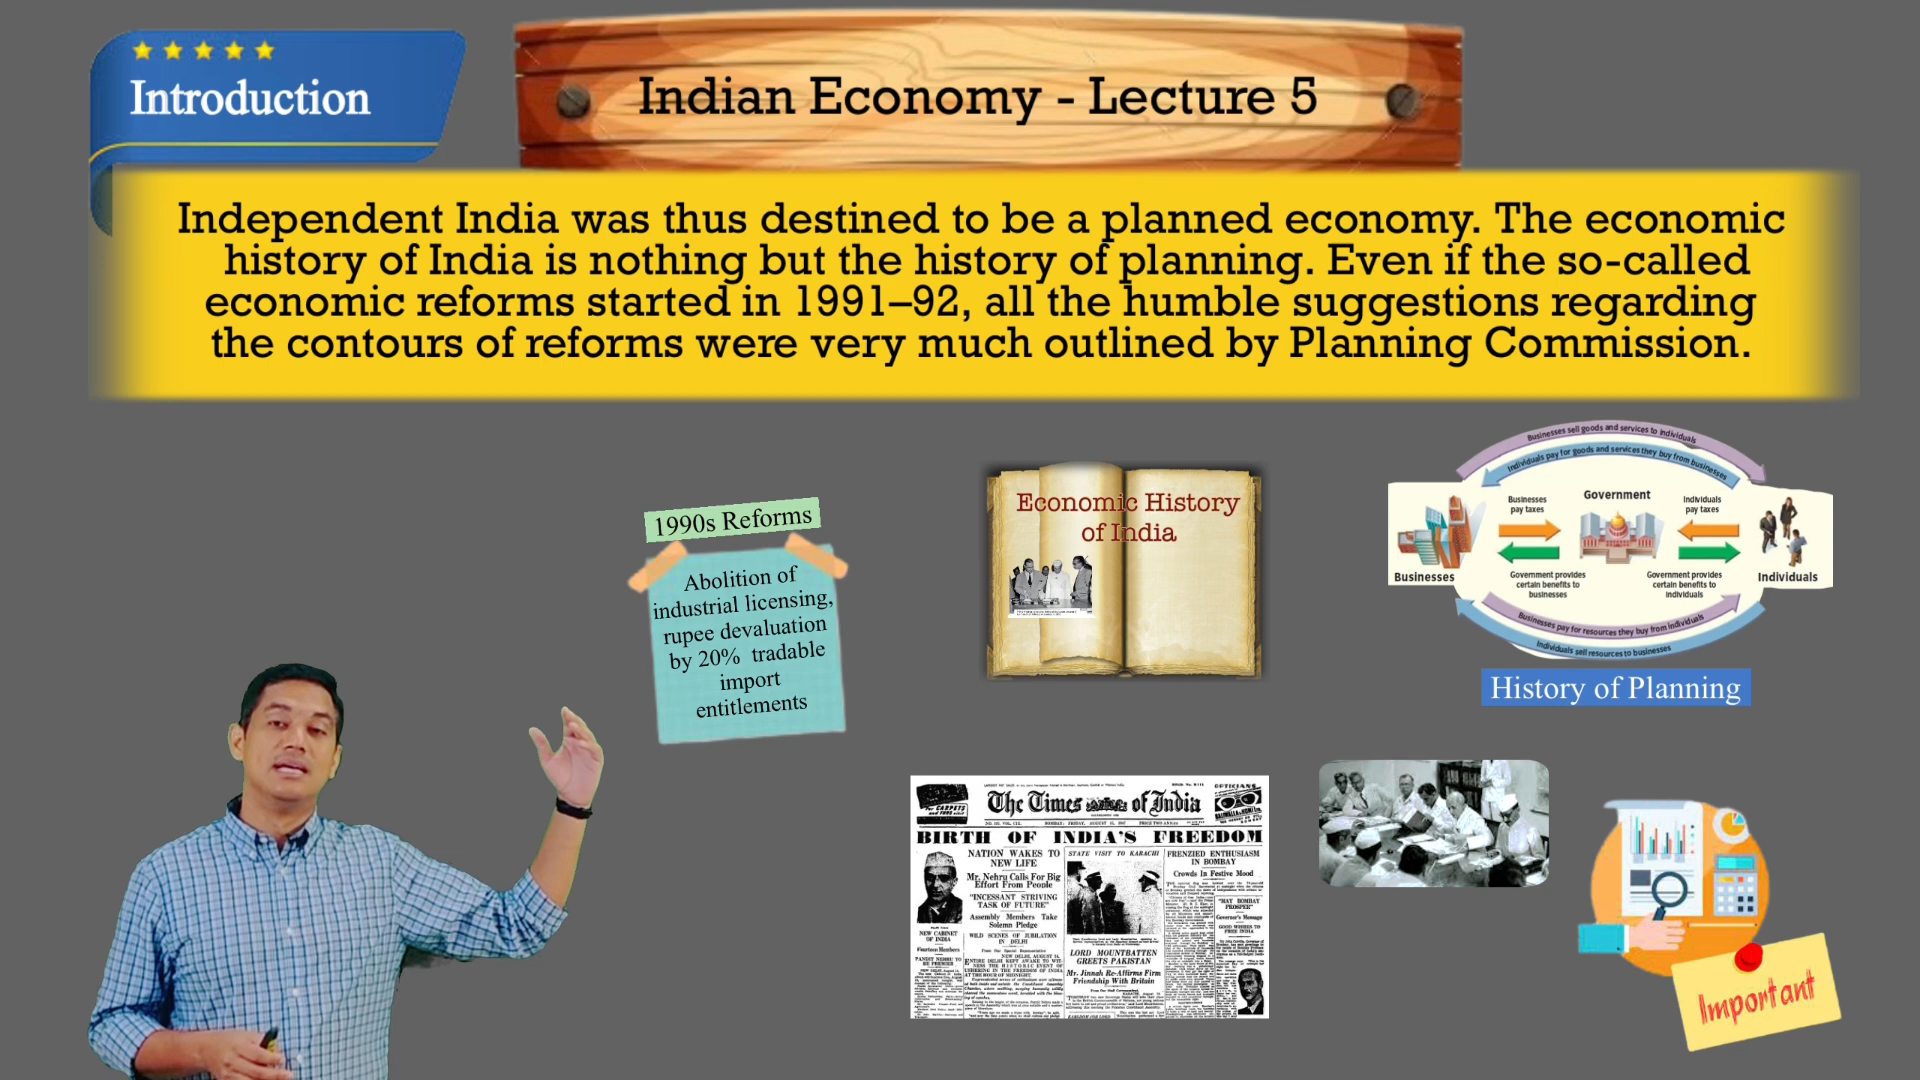 Introduction
Indian Economy - Lecture 5
Independent India was thus destined to be a planned economy. The economic
history of India is nothing but the history of planning. Even if the so-called
economic reforms started in 1991–92, all the humble suggestions regarding
the contours of reforms were very much outlined by Planning Commission.
1990s Reforms
Abolition of
industrial licensing,
rupee devaluation
by 20% tradable
import
entitlements
Economic History
of India
Businesses sell goods and services to individuals
Individuals pay for goods and services they buy from businesses
Businesses
pay taxes
Government
Individuals
pay taxes
Businesses
Government provides
certain benefits to
businesses
Government provides
certain benefits to
individuals
Individuals
Businesses pay for resources they buy from individuals
Individuals sell resources to businesses
History of Planning
The Times of India
BIRTH OF INDIA'S FREEDOM
NATION WAKES TO
NEW LIFE
Mr. Nehru Calls For Big
Effort From People
"INCESSANT STRIVING
TASK OF FUTURE"
Assembly Members Take
Solemn Pledge
WILD SCENES OF JUBILATION
IN DELHI
NEW CABINET
OF INDIA
STATE VISIT TO KARACHI
LORD MOUNTBATTEN
GREETS PAKISTAN
Mr. Jinnah Re-Affirms Firm
Friendship With Britain
FRENZIED ENTHUSIASM
IN BOMBAY
Crowds In Festive Mood
"MAY BOMBAY
PROSPER"
Governor's Message
GOOD WISHES TO
FREE INDIA
Important